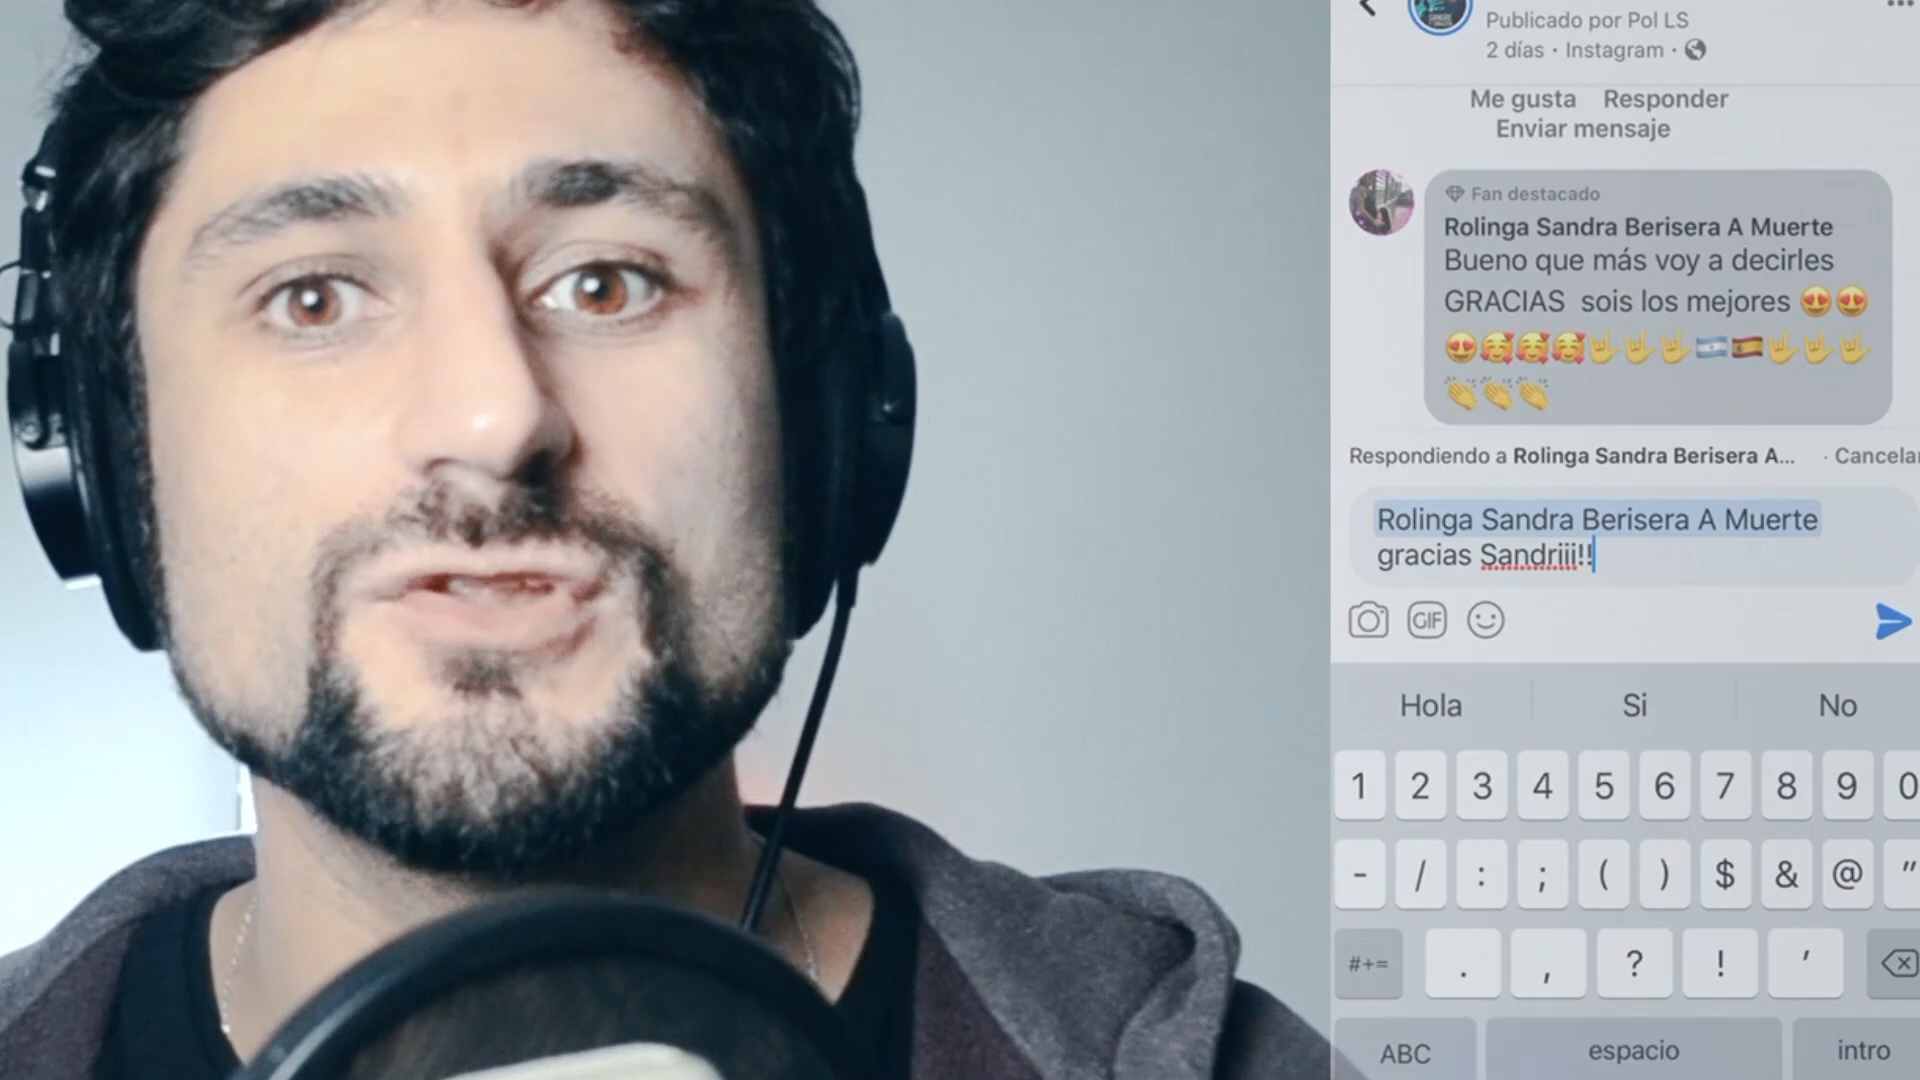 Publicado por Pol LS
2 días · Instagram ·
Me gusta Responder
Enviar mensaje
Fan destacado
Rolinga Sandra Berisera A Muerte
Bueno que más voy a decirles
GRACIAS sois los mejores 😍😍
😍🥰🥰🥰🤟🤟🤟🇦🇷🇪🇸🤟🤟🤟
👏👏👏
Respondiendo a Rolinga Sandra Berisera A... · Cancelar
Rolinga Sandra Berisera A Muerte
gracias Sandriii!!
GIF
Hola Si No
1 2 3 4 5 6 7 8 9 0
- / : ; ( ) $ & @ "
#+= . , ? ! '
ABC espacio intro